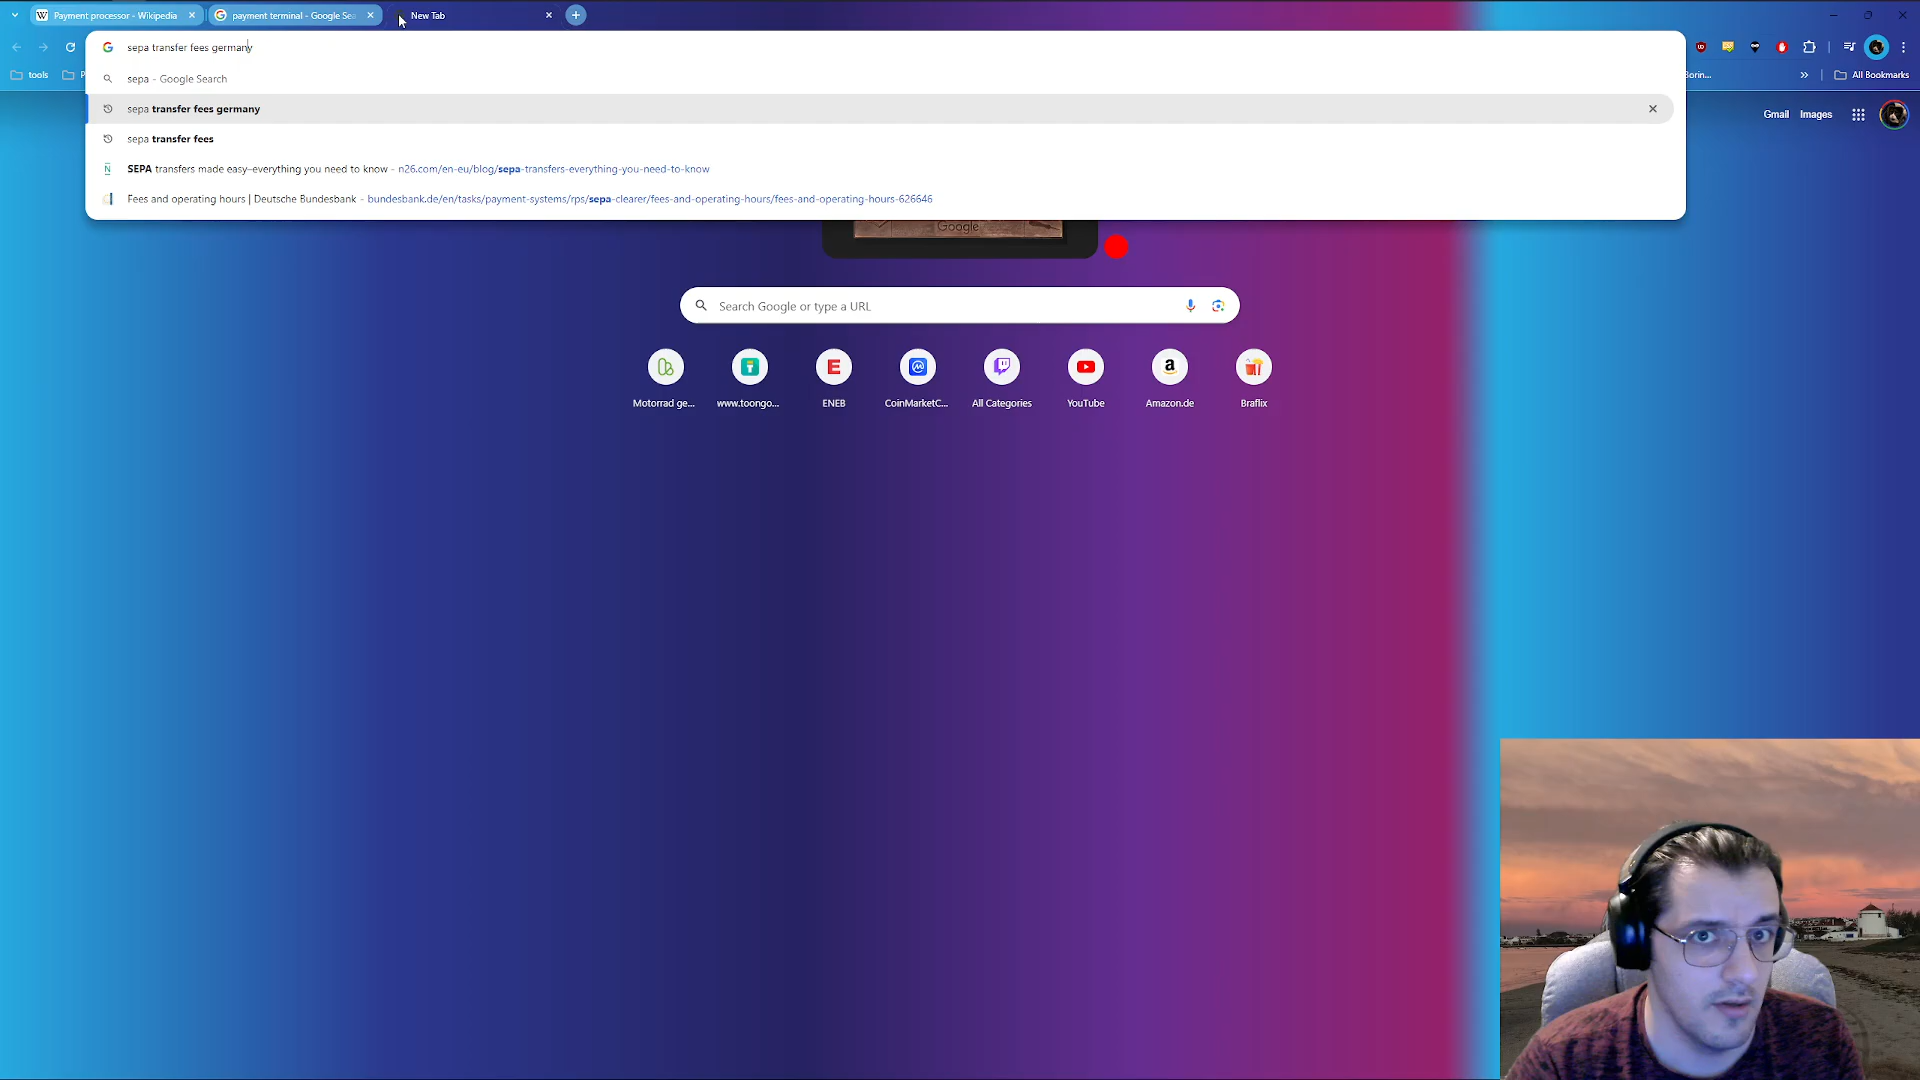 Payment processor - Wikipedia
payment terminal - Google Sea
New Tab
sepa transfer fees germany
tools
P
sepa - Google Search
sepa transfer fees germany
sepa transfer fees
SEPA transfers made easy–everything you need to know - n26.com/en-eu/blog/sepa-transfers-everything-you-need-to-know
Fees and operating hours | Deutsche Bundesbank - bundesbank.de/en/tasks/payment-systems/rps/sepa-clearer/fees-and-operating-hours/fees-and-operating-hours-626646
Borin...
All Bookmarks
Gmail
Images
Google
Search Google or type a URL
Motorrad ge...
www.toongo...
ENEB
CoinMarketC...
All Categories
YouTube
Amazon.de
Braflix